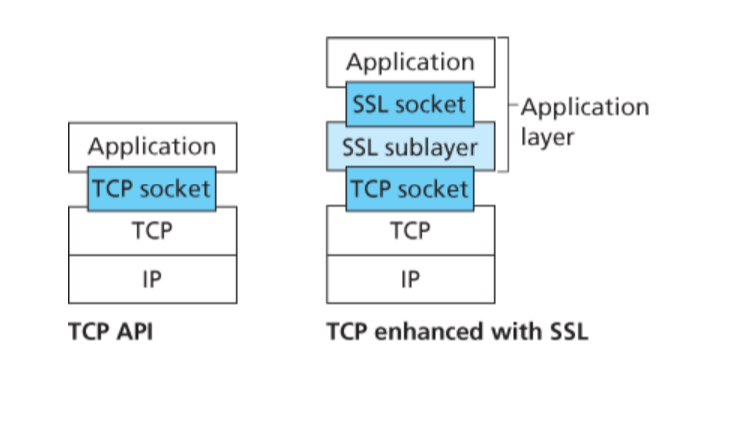 Application
TCP socket
TCP
IP
TCP API
Application
SSL socket
SSL sublayer
TCP socket
TCP
IP
Application
layer
TCP enhanced with SSL